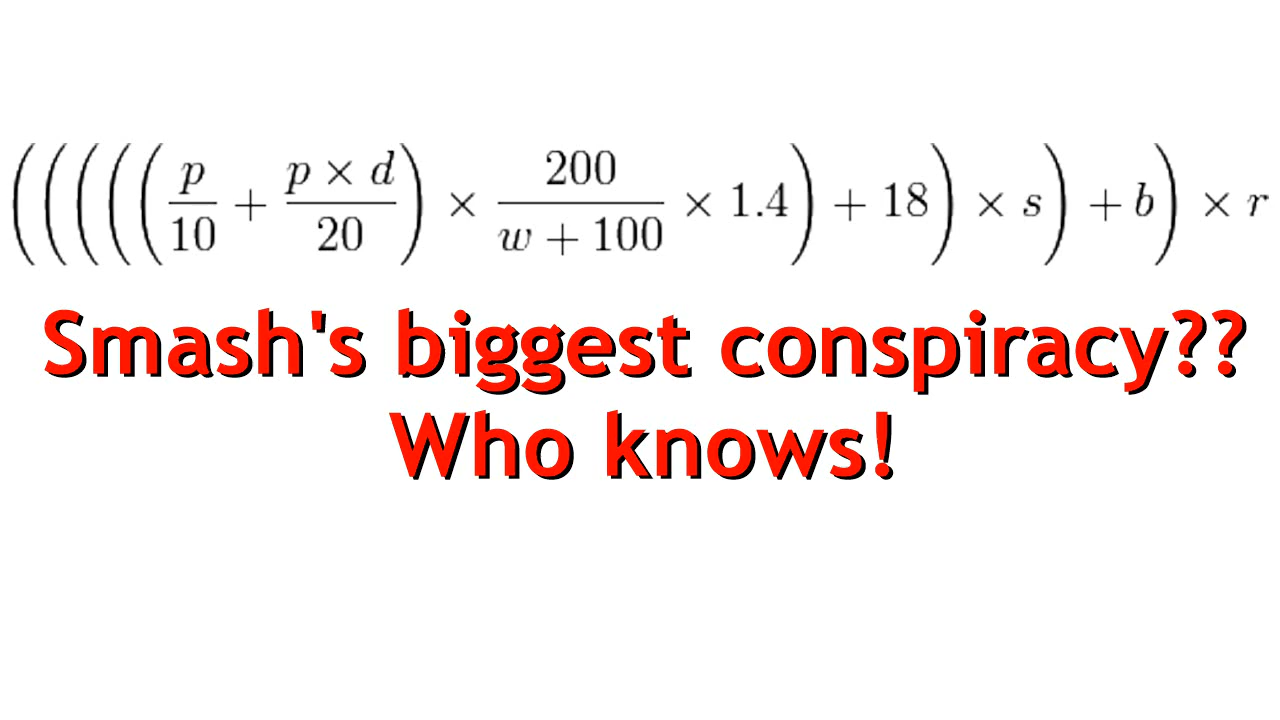 (((((p/10 + p × d/20) × 200/w + 100 × 1.4) + 18) × s) + b) × r
Smash's biggest conspiracy??
Who knows!